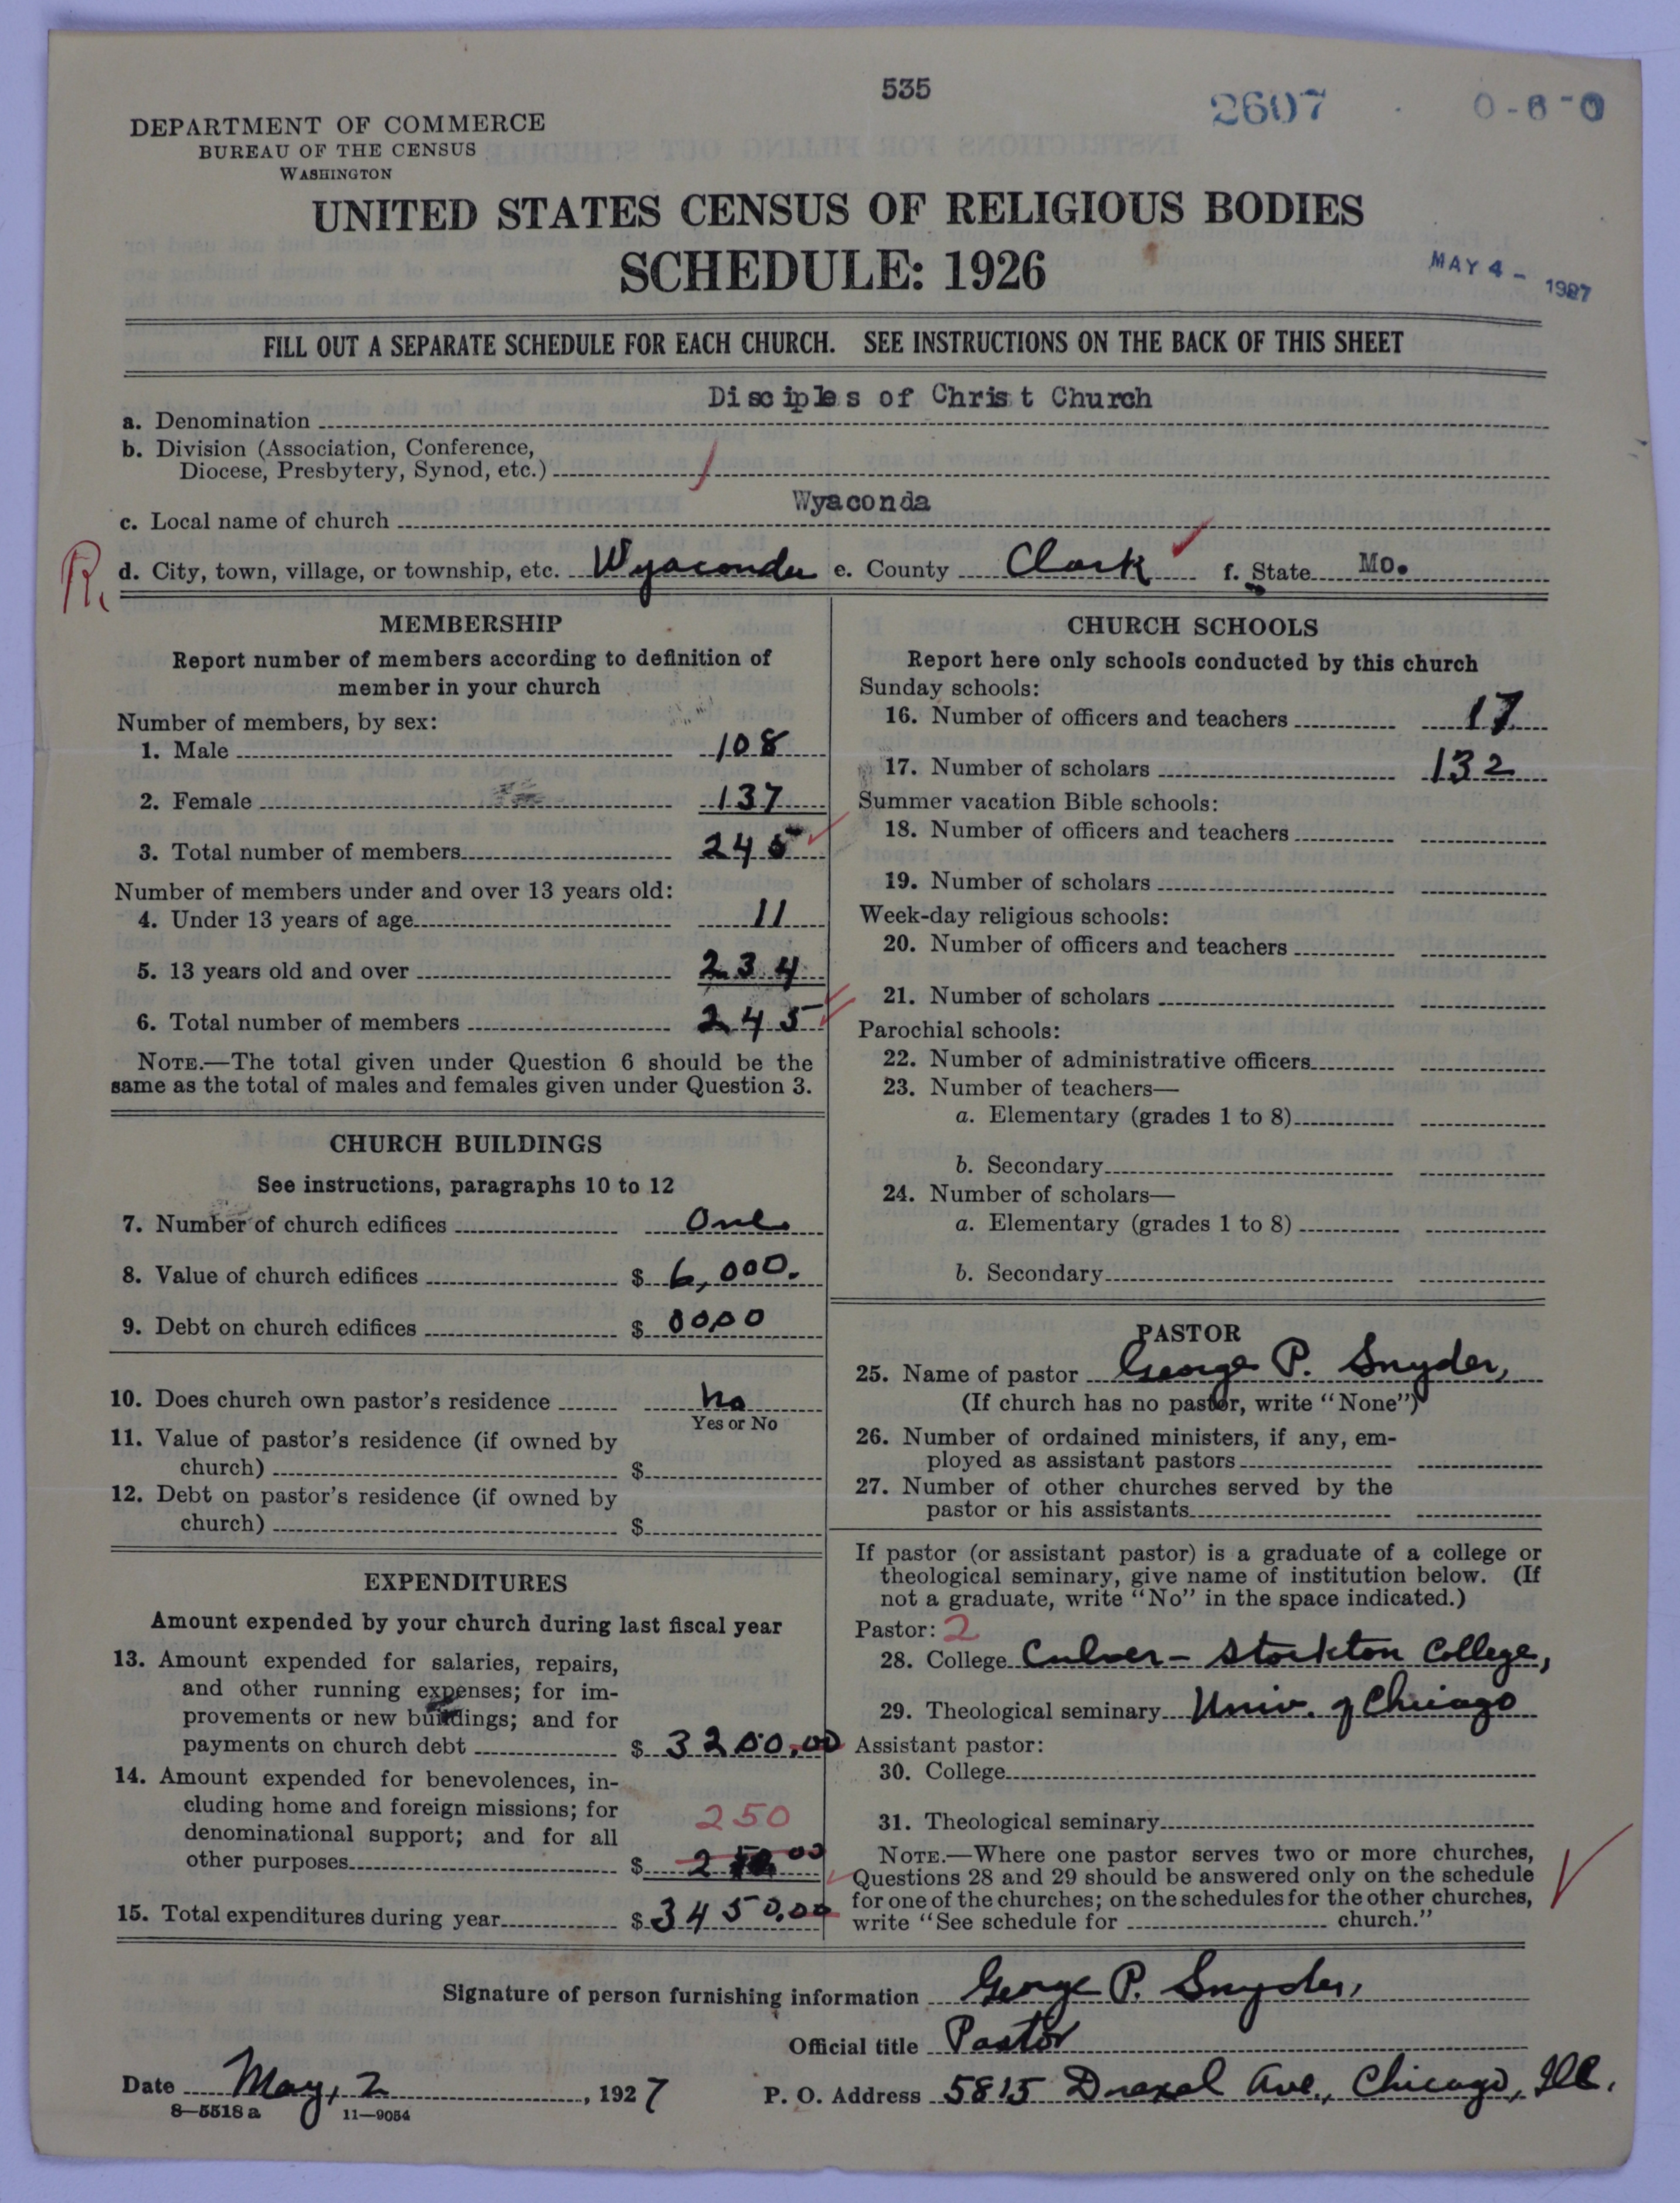 535
2607
0-6-0
DEPARTMENT OF COMMERCE
BUREAU OF THE CENSUS
WASHINGTON
UNITED STATES CENSUS OF RELIGIOUS BODIES
SCHEDULE: 1926
MAY 4 - 1927
FILL OUT A SEPARATE SCHEDULE FOR EACH CHURCH. SEE INSTRUCTIONS ON THE BACK OF THIS SHEET
a. Denomination Disciples of Christ Church
b. Division (Association, Conference,
Diocese, Presbytery, Synod, etc.)
c. Local name of church Wyaconda
R.
d. City, town, village, or township, etc. Wyaconda e. County Clark f. State Mo.
MEMBERSHIP
Report number of members according to definition of
member in your church
Number of members, by sex:
1. Male 108
2. Female 137
3. Total number of members 245
Number of members under and over 13 years old:
4. Under 13 years of age 11
5. 13 years old and over 234
6. Total number of members 245
NOTE.—The total given under Question 6 should be the
same as the total of males and females given under Question 3.
CHURCH BUILDINGS
See instructions, paragraphs 10 to 12
7. Number of church edifices One
8. Value of church edifices $ 6,000.
9. Debt on church edifices $ 0000
10. Does church own pastor's residence No
Yes or No
11. Value of pastor's residence (if owned by
church) $
12. Debt on pastor's residence (if owned by
church) $
EXPENDITURES
Amount expended by your church during last fiscal year
13. Amount expended for salaries, repairs,
and other running expenses; for im-
provements or new buildings; and for
payments on church debt $ 3200.00
14. Amount expended for benevolences, in-
cluding home and foreign missions; for
denominational support; and for all
250
other purposes $
15. Total expenditures during year $ 3450.00
CHURCH SCHOOLS
Report here only schools conducted by this church
Sunday schools:
16. Number of officers and teachers 17
17. Number of scholars 132
Summer vacation Bible schools:
18. Number of officers and teachers
19. Number of scholars
Week-day religious schools:
20. Number of officers and teachers
21. Number of scholars
Parochial schools:
22. Number of administrative officers
23. Number of teachers—
a. Elementary (grades 1 to 8)
b. Secondary
24. Number of scholars—
a. Elementary (grades 1 to 8)
b. Secondary
PASTOR
25. Name of pastor George P. Snyder,
(If church has no pastor, write "None")
26. Number of ordained ministers, if any, em-
ployed as assistant pastors
27. Number of other churches served by the
pastor or his assistants
If pastor (or assistant pastor) is a graduate of a college or
theological seminary, give name of institution below. (If
not a graduate, write "No" in the space indicated.)
Pastor: 2
28. College Culver-Stockton College,
29. Theological seminary Univ. of Chicago
Assistant pastor:
30. College
31. Theological seminary
NOTE.—Where one pastor serves two or more churches,
Questions 28 and 29 should be answered only on the schedule
for one of the churches; on the schedules for the other churches,
write "See schedule for church."
Signature of person furnishing information George P. Snyder,
Official title Pastor
Date May, 2, 1927 P. O. Address 5815 Drexel Ave., Chicago, Ill.
8—5518 a 11—9054